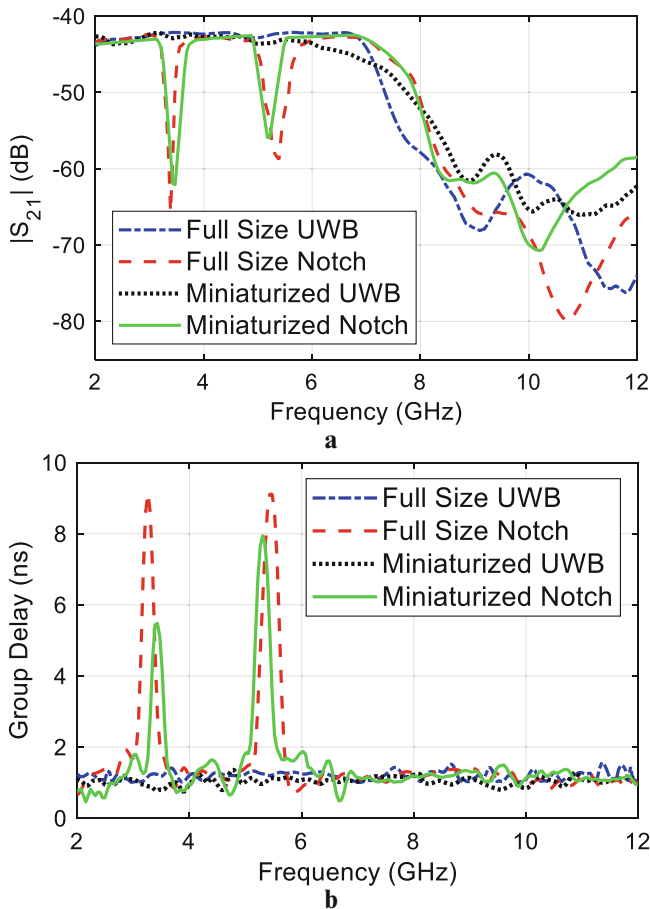 -40
-50
-60
-70
-80
|S21| (dB)
Full Size UWB
Full Size Notch
Miniaturized UWB
Miniaturized Notch
2 4 6 8 10 12
Frequency (GHz)
a
10
8
6
4
2
0
Group Delay (ns)
Full Size UWB
Full Size Notch
Miniaturized UWB
Miniaturized Notch
2 4 6 8 10 12
Frequency (GHz)
b